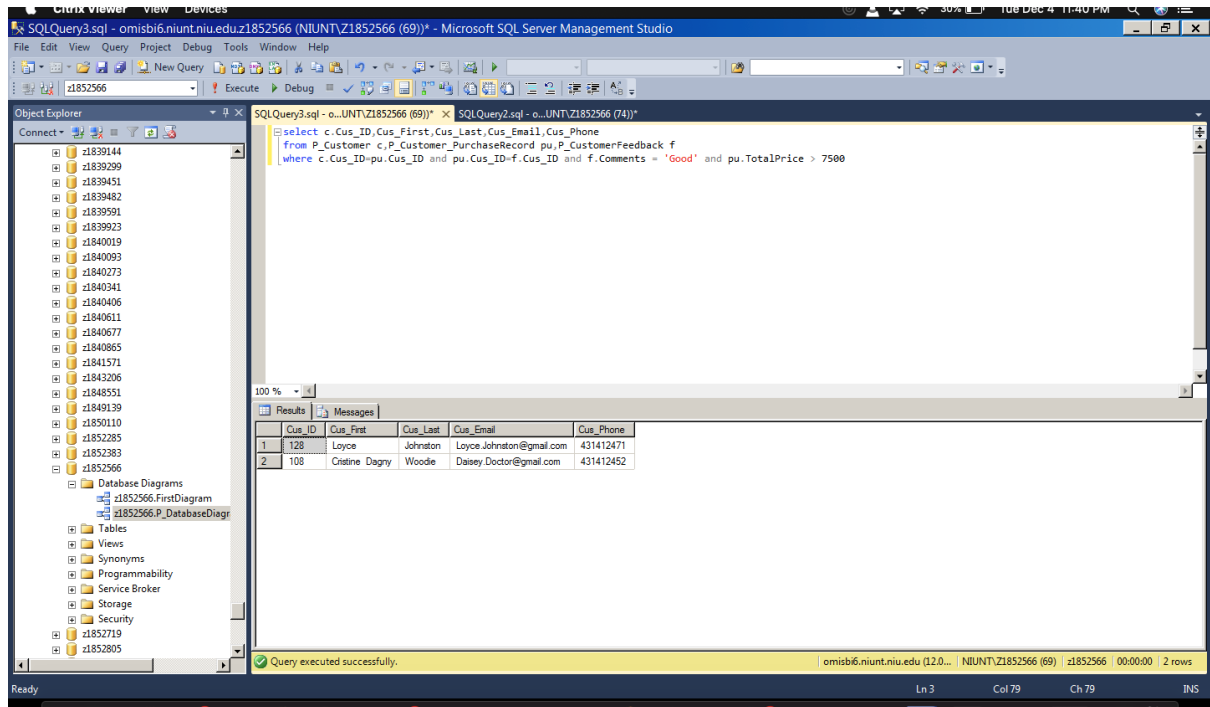 Citrix Viewer View Devices 30% Tue Dec 4 11:40 PM
SQLQuery3.sql - omisbi6.niunt.niu.edu.z1852566 (NIUNT\Z1852566 (69))* - Microsoft SQL Server Management Studio
File Edit View Query Project Debug Tools Window Help
New Query
z1852566 Execute Debug
Object Explorer
SQLQuery3.sql - o...UNT\Z1852566 (69))* SQLQuery2.sql - o...UNT\Z1852566 (74))*
Connect
select c.Cus_ID,Cus_First,Cus_Last,Cus_Email,Cus_Phone
from P_Customer c,P_Customer_PurchaseRecord pu,P_CustomerFeedback f
where c.Cus_ID=pu.Cus_ID and pu.Cus_ID=f.Cus_ID and f.Comments = 'Good' and pu.TotalPrice > 7500
z1839144
z1839299
z1839451
z1839482
z1839591
z1839923
z1840019
z1840093
z1840273
z1840341
z1840406
z1840611
z1840677
z1840865
z1841571
z1843206
z1848551
z1849139
z1850110
z1852285
z1852383
z1852566
Database Diagrams
z1852566.FirstDiagram
z1852566.P_DatabaseDiagr
Tables
Views
Synonyms
Programmability
Service Broker
Storage
Security
z1852719
z1852805
100 %
Results Messages
Cus_ID Cus_First Cus_Last Cus_Email Cus_Phone
1 128 Loyce Johnston Loyce.Johnston@gmail.com 431412471
2 108 Cristine Dagny Woodie Daisey.Doctor@gmail.com 431412452
Query executed successfully. omisbi6.niunt.niu.edu (12.0... NIUNT\Z1852566 (69) z1852566 00:00:00 2 rows
Ready Ln 3 Col 79 Ch 79 INS